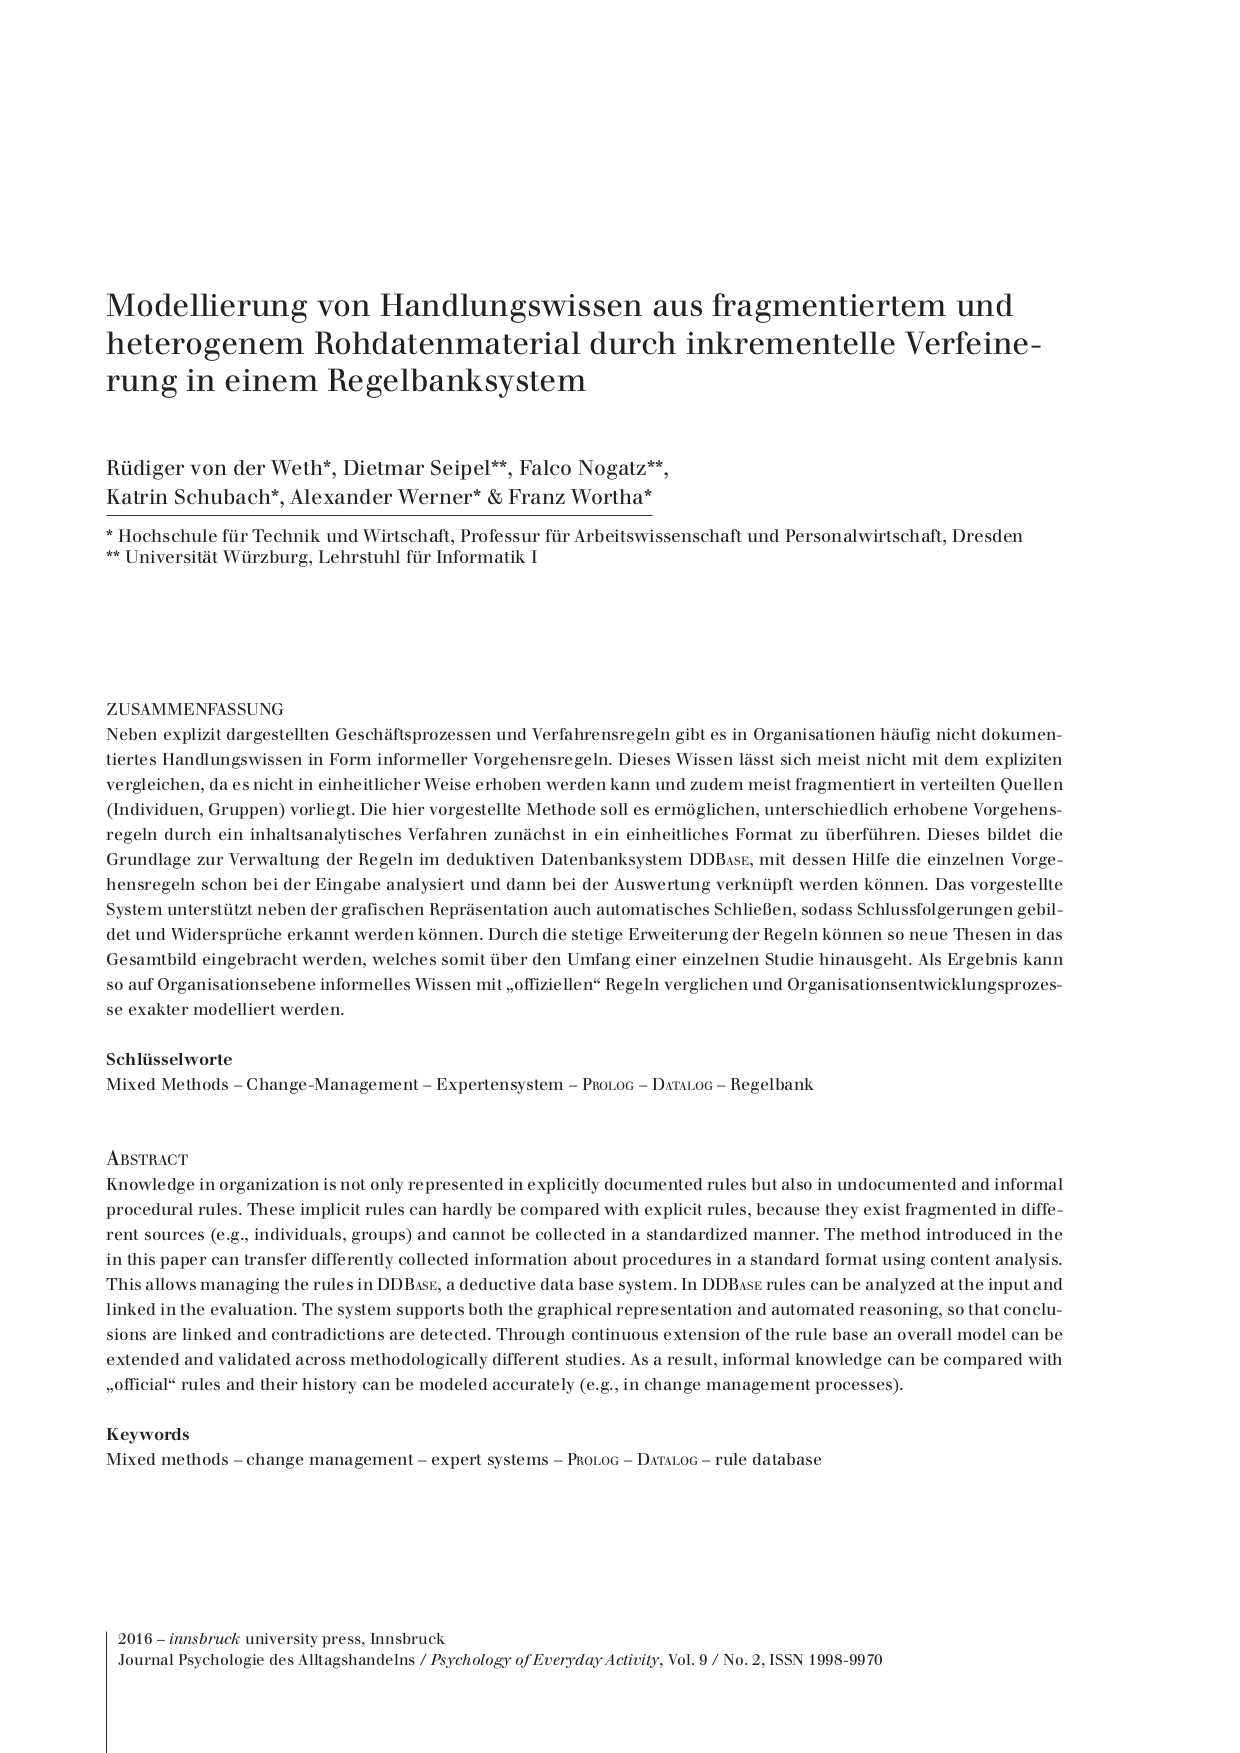 Modellierung von Handlungswissen aus fragmentiertem und
heterogenem Rohdatenmaterial durch inkrementelle Verfeine-
rung in einem Regelbanksystem
Rüdiger von der Weth*, Dietmar Seipel**, Falco Nogatz**,
Katrin Schubach*, Alexander Werner* & Franz Wortha*
* Hochschule für Technik und Wirtschaft, Professur für Arbeitswissenschaft und Personalwirtschaft, Dresden
** Universität Würzburg, Lehrstuhl für Informatik I
ZUSAMMENFASSUNG
Neben explizit dargestellten Geschäftsprozessen und Verfahrensregeln gibt es in Organisationen häufig nicht dokumen-
tiertes Handlungswissen in Form informeller Vorgehensregeln. Dieses Wissen lässt sich meist nicht mit dem expliziten
vergleichen, da es nicht in einheitlicher Weise erhoben werden kann und zudem meist fragmentiert in verteilten Quellen
(Individuen, Gruppen) vorliegt. Die hier vorgestellte Methode soll es ermöglichen, unterschiedlich erhobene Vorgehens-
regeln durch ein inhaltsanalytisches Verfahren zunächst in ein einheitliches Format zu überführen. Dieses bildet die
Grundlage zur Verwaltung der Regeln im deduktiven Datenbanksystem DDBASE, mit dessen Hilfe die einzelnen Vorge-
hensregeln schon bei der Eingabe analysiert und dann bei der Auswertung verknüpft werden können. Das vorgestellte
System unterstützt neben der grafischen Repräsentation auch automatisches Schließen, sodass Schlussfolgerungen gebil-
det und Widersprüche erkannt werden können. Durch die stetige Erweiterung der Regeln können so neue Thesen in das
Gesamtbild eingebracht werden, welches somit über den Umfang einer einzelnen Studie hinausgeht. Als Ergebnis kann
so auf Organisationsebene informelles Wissen mit „offiziellen“ Regeln verglichen und Organisationsentwicklungsprozes-
se exakter modelliert werden.
Schlüsselworte
Mixed Methods – Change-Management – Expertensystem – PROLOG – DATALOG – Regelbank
ABSTRACT
Knowledge in organization is not only represented in explicitly documented rules but also in undocumented and informal
procedural rules. These implicit rules can hardly be compared with explicit rules, because they exist fragmented in diffe-
rent sources (e.g., individuals, groups) and cannot be collected in a standardized manner. The method introduced in the
in this paper can transfer differently collected information about procedures in a standard format using content analysis.
This allows managing the rules in DDBASE, a deductive data base system. In DDBASE rules can be analyzed at the input and
linked in the evaluation. The system supports both the graphical representation and automated reasoning, so that conclu-
sions are linked and contradictions are detected. Through continuous extension of the rule base an overall model can be
extended and validated across methodologically different studies. As a result, informal knowledge can be compared with
„official“ rules and their history can be modeled accurately (e.g., in change management processes).
Keywords
Mixed methods – change management – expert systems – PROLOG – DATALOG – rule database
2016 – innsbruck university press, Innsbruck
Journal Psychologie des Alltagshandelns / Psychology of Everyday Activity, Vol. 9 / No. 2, ISSN 1998-9970